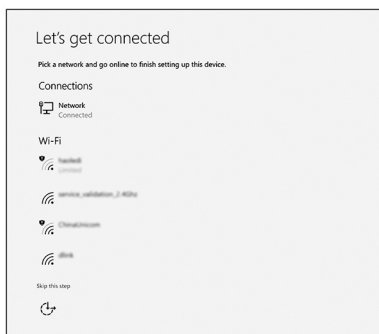 Let's get connected
Pick a network and go online to finish setting up this device.
Connections
Network
Connected
Wi-Fi
Limited
service_validation_2.4Ghz
ChinaUnicom
dlink
Skip this step